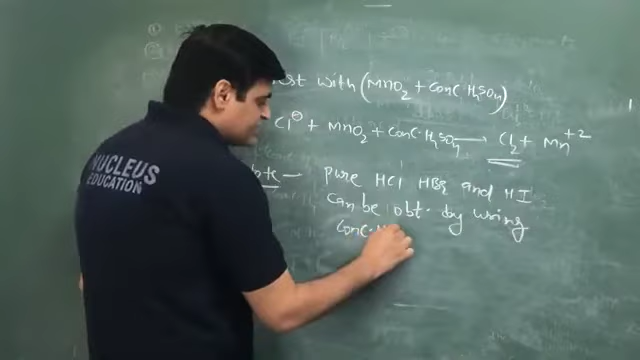 Test with (MnO2 + conc. H2SO4)
Cl⊖ + MnO2 + conc. H2SO4 → Cl2 + Mn+2
pure HCl HBr and HI
can be obt. by using
conc. H
NUCLEUS
EDUCATION